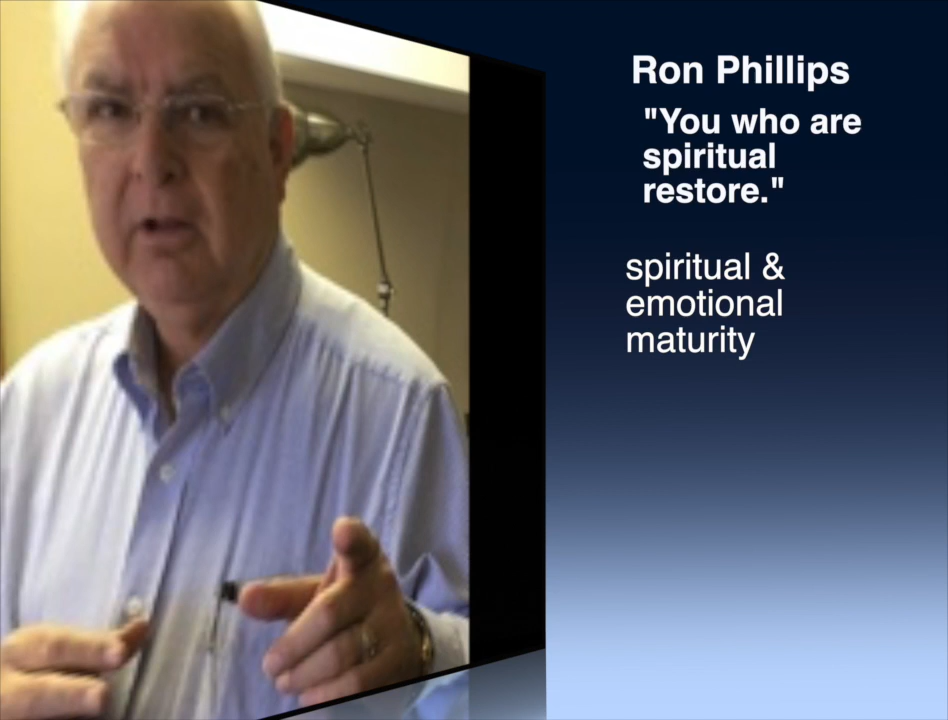 Ron Phillips
"You who are
spiritual
restore."
spiritual &
emotional
maturity